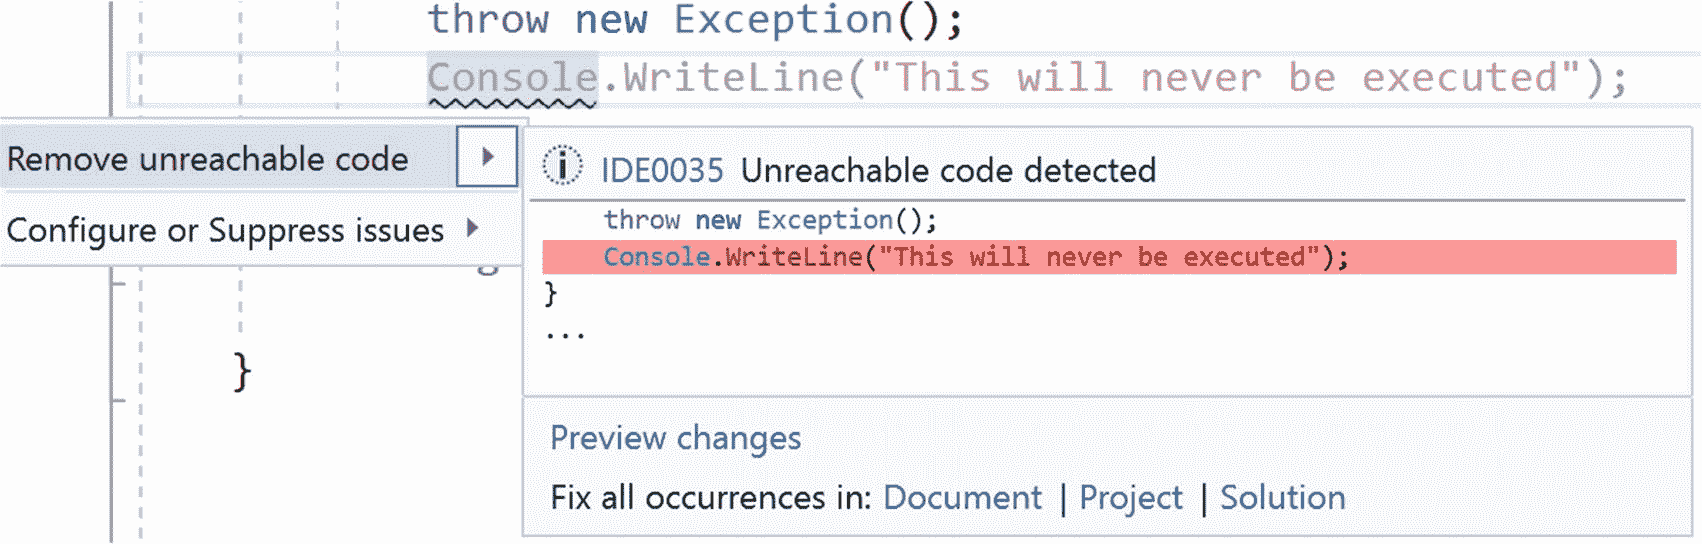 throw new Exception();
Console.WriteLine("This will never be executed");
Remove unreachable code
Configure or Suppress issues
IDE0035 Unreachable code detected
throw new Exception();
Console.WriteLine("This will never be executed");
}
...
Preview changes
Fix all occurrences in: Document | Project | Solution
}